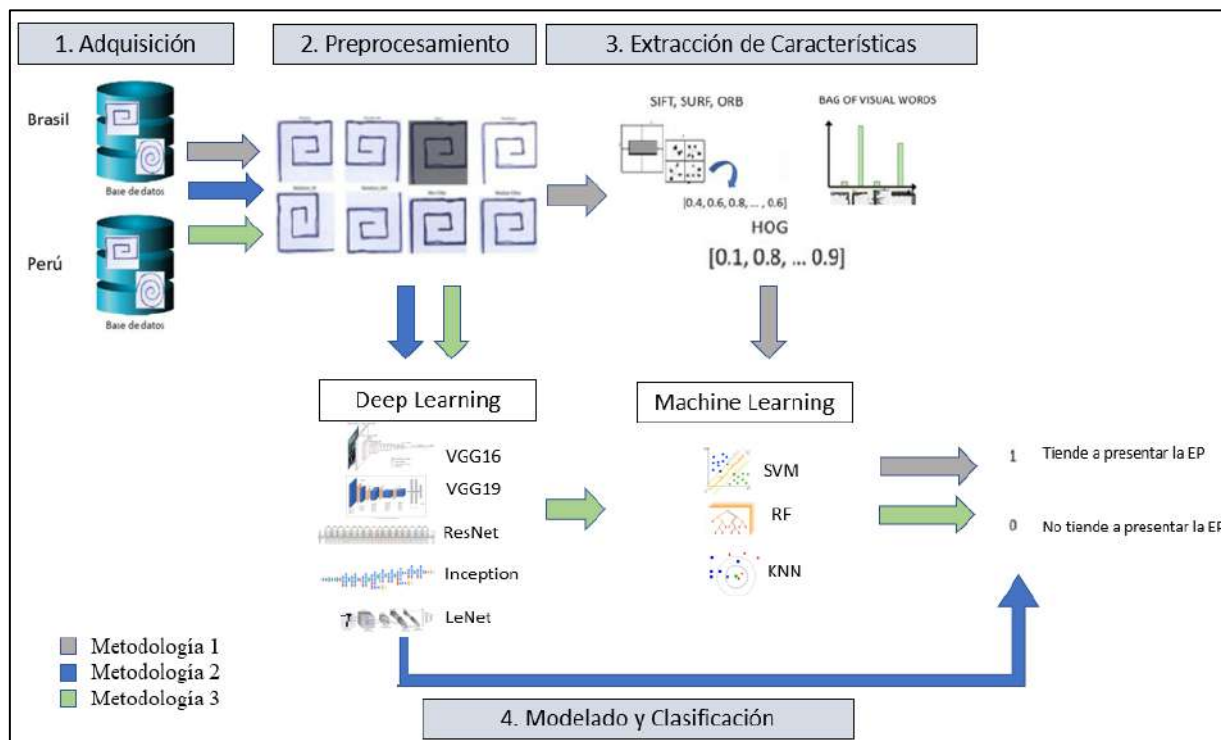 1. Adquisición
2. Preprocesamiento
3. Extracción de Características
Brasil
Base de datos
Perú
Base de datos
SIFT, SURF, ORB
[0.4, 0.6, 0.8, ... , 0.6]
HOG
[0.1, 0.8, ... 0.9]
BAG OF VISUAL WORDS
Deep Learning
VGG16
VGG19
ResNet
Inception
LeNet
Machine Learning
SVM
RF
KNN
1 Tiende a presentar la EP
0 No tiende a presentar la EP
Metodología 1
Metodología 2
Metodología 3
4. Modelado y Clasificación